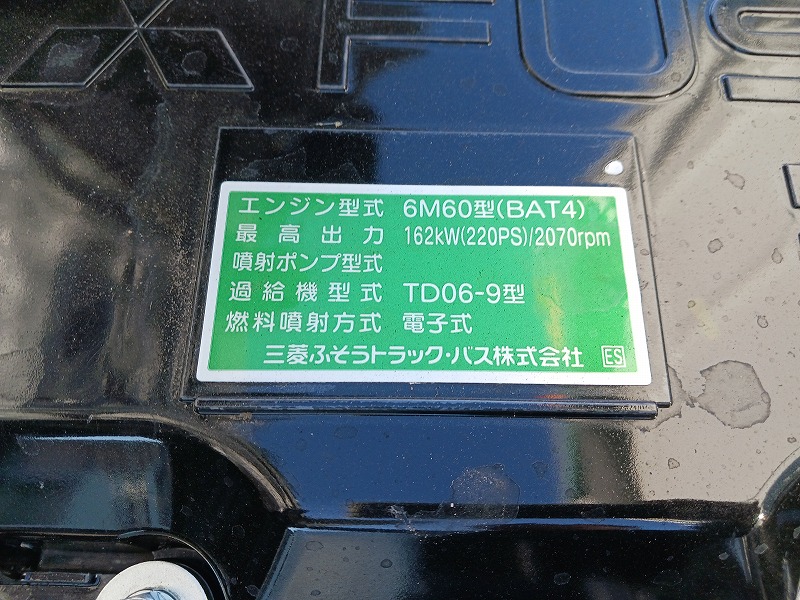 FUS
エンジン型式 6M60型(BAT4)
最高出力 162kW(220PS)/2070rpm
噴射ポンプ型式
過給機型式 TD06-9型
燃料噴射方式 電子式
三菱ふそうトラック・バス株式会社 ES